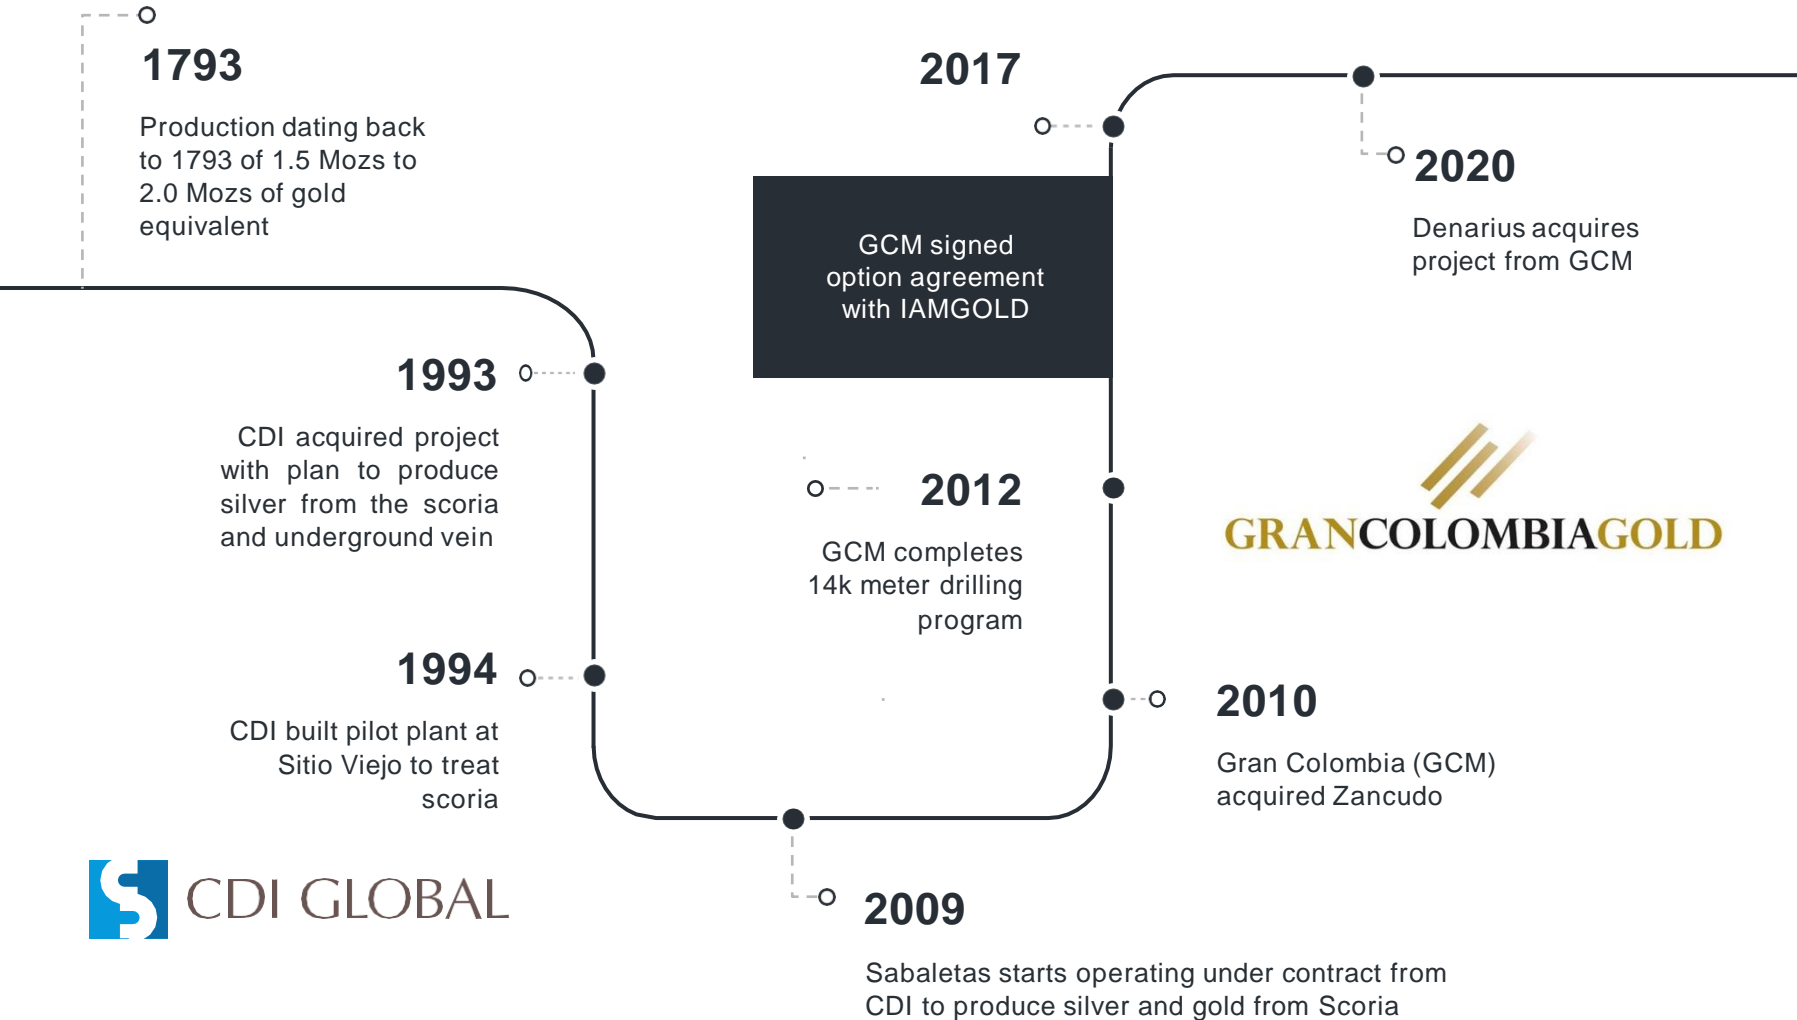 1793
Production dating back
to 1793 of 1.5 Mozs to
2.0 Mozs of gold
equivalent
1993
CDI acquired project
with plan to produce
silver from the scoria
and underground vein
1994
CDI built pilot plant at
Sitio Viejo to treat
scoria
CDI GLOBAL
2009
Sabaletas starts operating under contract from
CDI to produce silver and gold from Scoria
2010
Gran Colombia (GCM)
acquired Zancudo
2012
GCM completes
14k meter drilling
program
2017
GCM signed
option agreement
with IAMGOLD
2020
Denarius acquires
project from GCM
GRANCOLOMBIAGOLD